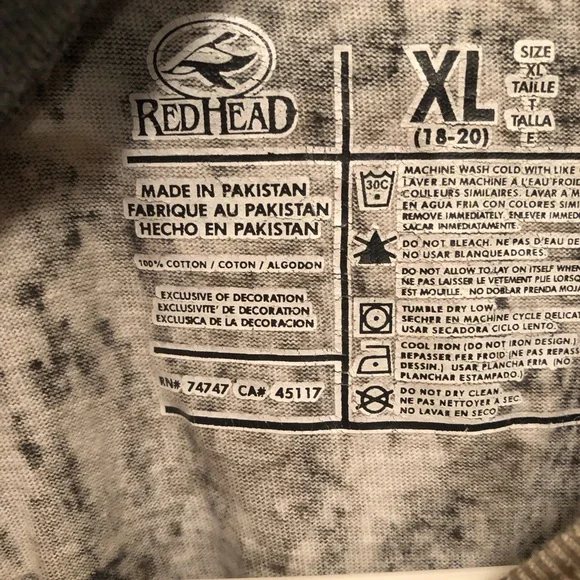 REDHEAD
XL
(18-20)
SIZE
XL
TAILLE
T
TALLA
E
MADE IN PAKISTAN
FABRIQUE AU PAKISTAN
HECHO EN PAKISTAN
100% COTTON / COTON / ALGODON
EXCLUSIVE OF DECORATION
EXCLUSIVITE' DE DECORATION
EXCLUSICA DE LA DECORACION
RN# 74747 CA# 45117
30C
MACHINE WASH COLD WITH LIKE
LAVER EN MACHINE A L'EAU FROID
COULEURS SIMILAIRES. LAVAR A M
EN AGUA FRIA CON COLORES SIMI
REMOVE IMMEDIATELY. ENLEVER IMMED
SACAR INMEDIATAMENTE.
DO NOT BLEACH. NE PAS D'EAU DE
NO USAR BLANQUEADORES.
DO NOT ALLOW TO LAY ON ITSELF WHEN
NE PAS LAISSER LE VETEMENT PLIE LORSQ
EST MOUILLE. NO DOBLAR PRENDA MOJA
TUMBLE DRY LOW.
SECHER EN MACHINE CYCLE DELICAT
USAR SECADORA CICLO LENTO.
COOL IRON (DO NOT IRON DESIGN.)
REPASSER FER FROID (NE PAS REPASS
DESSIN.) USAR PLANCHA FRIA (NO
PLANCHAR ESTAMPADO.)
DO NOT DRY CLEAN.
NE PAS NETTOYER A SEC
NO LAVAR EN SECO